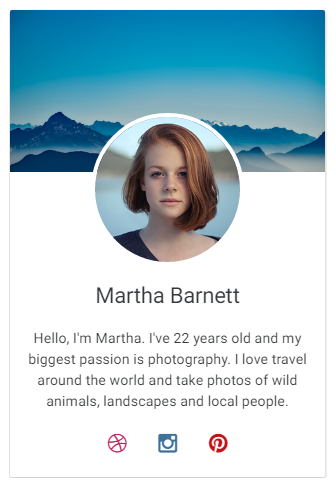 Martha Barnett
Hello, I'm Martha. I've 22 years old and my
biggest passion is photography. I love travel
around the world and take photos of wild
animals, landscapes and local people.